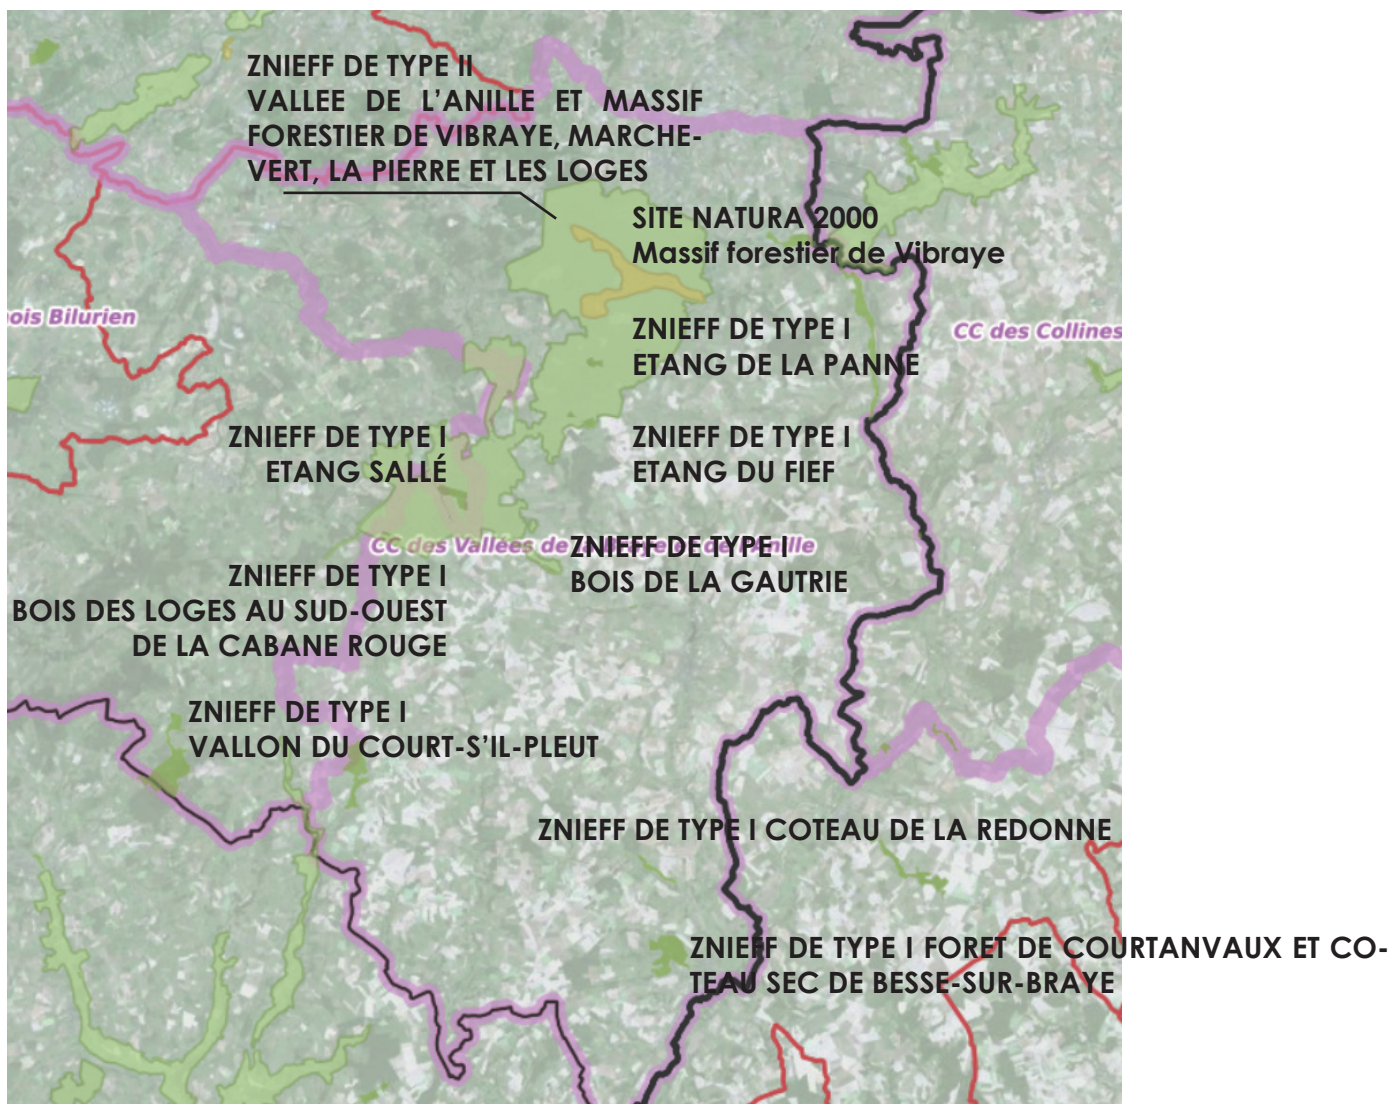 ZNIEFF DE TYPE II
VALLEE DE L'ANILLE ET MASSIF
FORESTIER DE VIBRAYE, MARCHE-
VERT, LA PIERRE ET LES LOGES
SITE NATURA 2000
Massif forestier de Vibraye
ois Bilurien
ZNIEFF DE TYPE I
ETANG DE LA PANNE
CC des Collines
ZNIEFF DE TYPE I
ETANG SALLÉ
ZNIEFF DE TYPE I
ETANG DU FIEF
CC des Vallées de la Braye et de l'Anille
ZNIEFF DE TYPE I
BOIS DE LA GAUTRIE
ZNIEFF DE TYPE I
BOIS DES LOGES AU SUD-OUEST
DE LA CABANE ROUGE
ZNIEFF DE TYPE I
VALLON DU COURT-S'IL-PLEUT
ZNIEFF DE TYPE I COTEAU DE LA REDONNE
ZNIEFF DE TYPE I FORET DE COURTANVAUX ET CO-
TEAU SEC DE BESSE-SUR-BRAYE